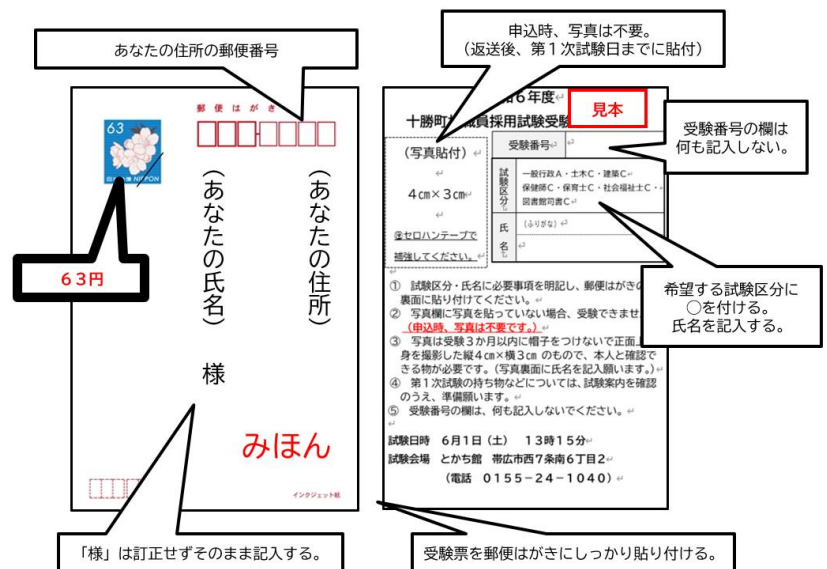 あなたの住所の郵便番号
申込時、写真は不要。
（返送後、第１次試験日までに貼付）
郵便はがき
63
日本郵便 NIPPON
６３円
（あなたの住所）
（あなたの氏名）　様
みほん
インクジェット紙
「様」は訂正せずそのまま記入する。
６年度
見本
十勝町
員採用試験受験
（写真貼付）
４㎝×３㎝
セロハンテープで
補強してください。
受験番号
試験区分
一般行政Ａ・土木Ｃ・建築Ｃ
保健師Ｃ・保育士Ｃ・社会福祉士Ｃ・
図書館司書Ｃ
氏名
（ふりがな）
受験番号の欄は
何も記入しない。
希望する試験区分に
○を付ける。
氏名を記入する。
①　試験区分・氏名に必要事項を明記し、郵便はがきの
裏面に貼り付けてください。
②　写真欄に写真を貼っていない場合、受験できませ
（申込時、写真は不要です。）
③　写真は受験３か月以内に帽子をつけないで正面上
身を撮影した縦４㎝×横３㎝ のもので、本人と確認で
きる物が必要です。（写真裏面に氏名を記入願います。）
④　第１次試験の持ち物などについては、試験案内を確認
のうえ、準備願います。
⑤　受験番号の欄は、何も記入しないでください。
試験日時　６月１日（土）　１３時１５分
試験会場　とかち館　帯広市西７条南６丁目２
（電話　０１５５－２４－１０４０）
受験票を郵便はがきにしっかり貼り付ける。